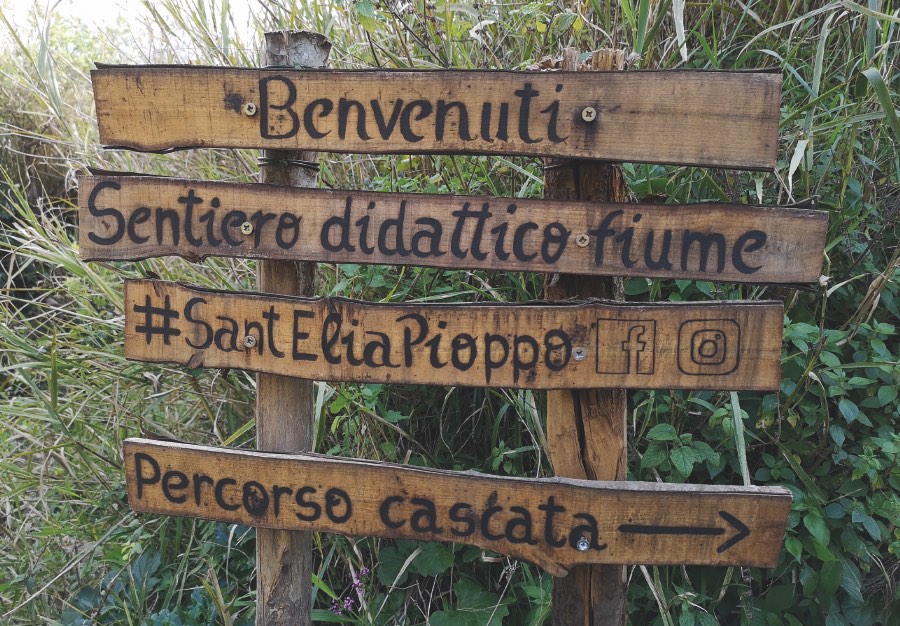 Benvenuti
Sentiero didattico fiume
#SantEliaPioppo f
Percorso cascata →